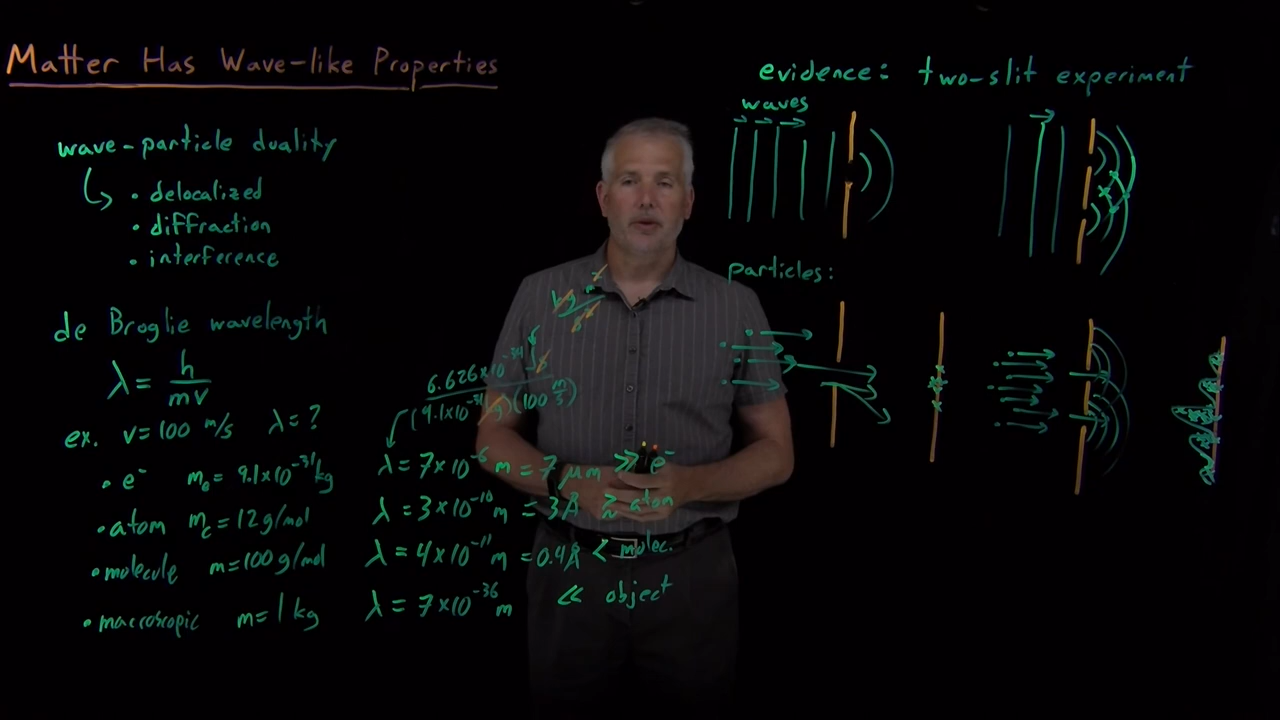 Matter Has Wave-like Properties
wave-particle duality
• delocalized
• diffraction
• interference
de Broglie wavelength
λ = h/mv
ex. v = 100 m/s λ = ?
6.626×10⁻³⁴ J s
(9.1×10⁻³¹ kg)(100 m/s)
• e⁻ mₑ = 9.1×10⁻³¹ kg λ = 7×10⁻⁶ m = 7 μm ≫ e⁻
• atom m_C = 12 g/mol λ = 3×10⁻¹⁰ m = 3Å ≳ atom
• molecule m = 100 g/mol λ = 4×10⁻¹¹ m = 0.4Å < molec.
• macroscopic m = 1 kg λ = 7×10⁻³⁶ m ≪ object
evidence: two-slit experiment
waves
particles: